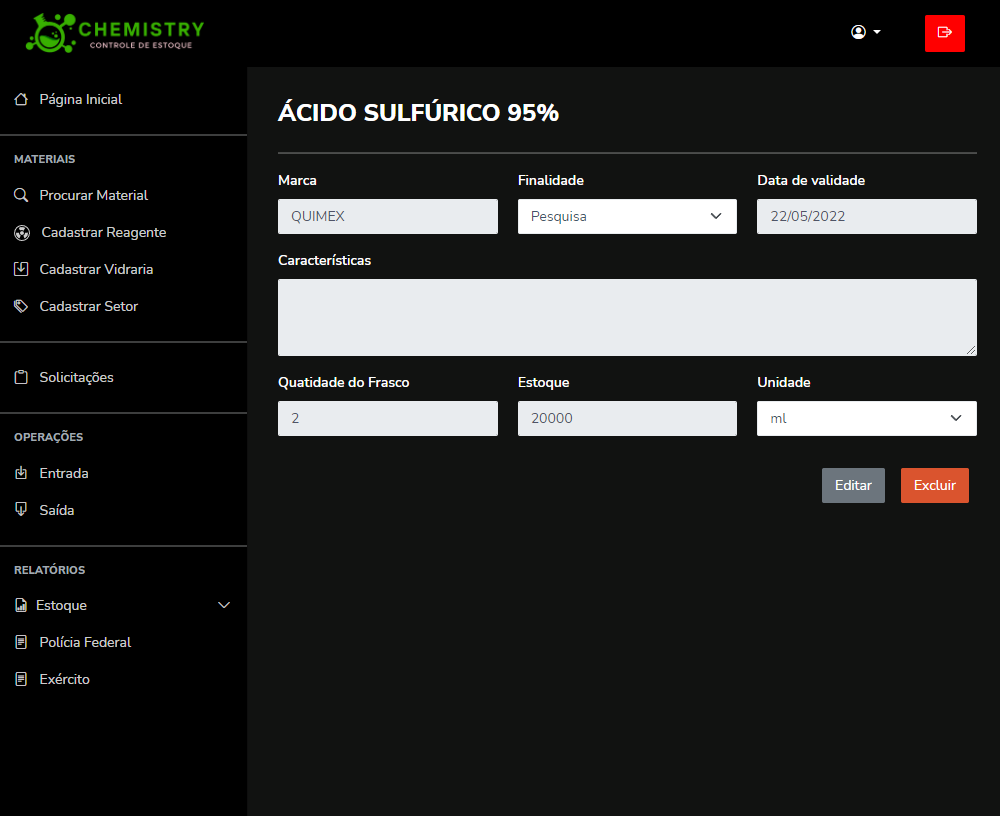 CHEMISTRY
CONTROLE DE ESTOQUE
Página Inicial
MATERIAIS
Procurar Material
Cadastrar Reagente
Cadastrar Vidraria
Cadastrar Setor
Solicitações
OPERAÇÕES
Entrada
Saída
RELATÓRIOS
Estoque
Polícia Federal
Exército
ÁCIDO SULFÚRICO 95%
Marca Finalidade Data de validade
QUIMEX Pesquisa 22/05/2022
Características
Quatidade do Frasco Estoque Unidade
2 20000 ml
Editar Excluir